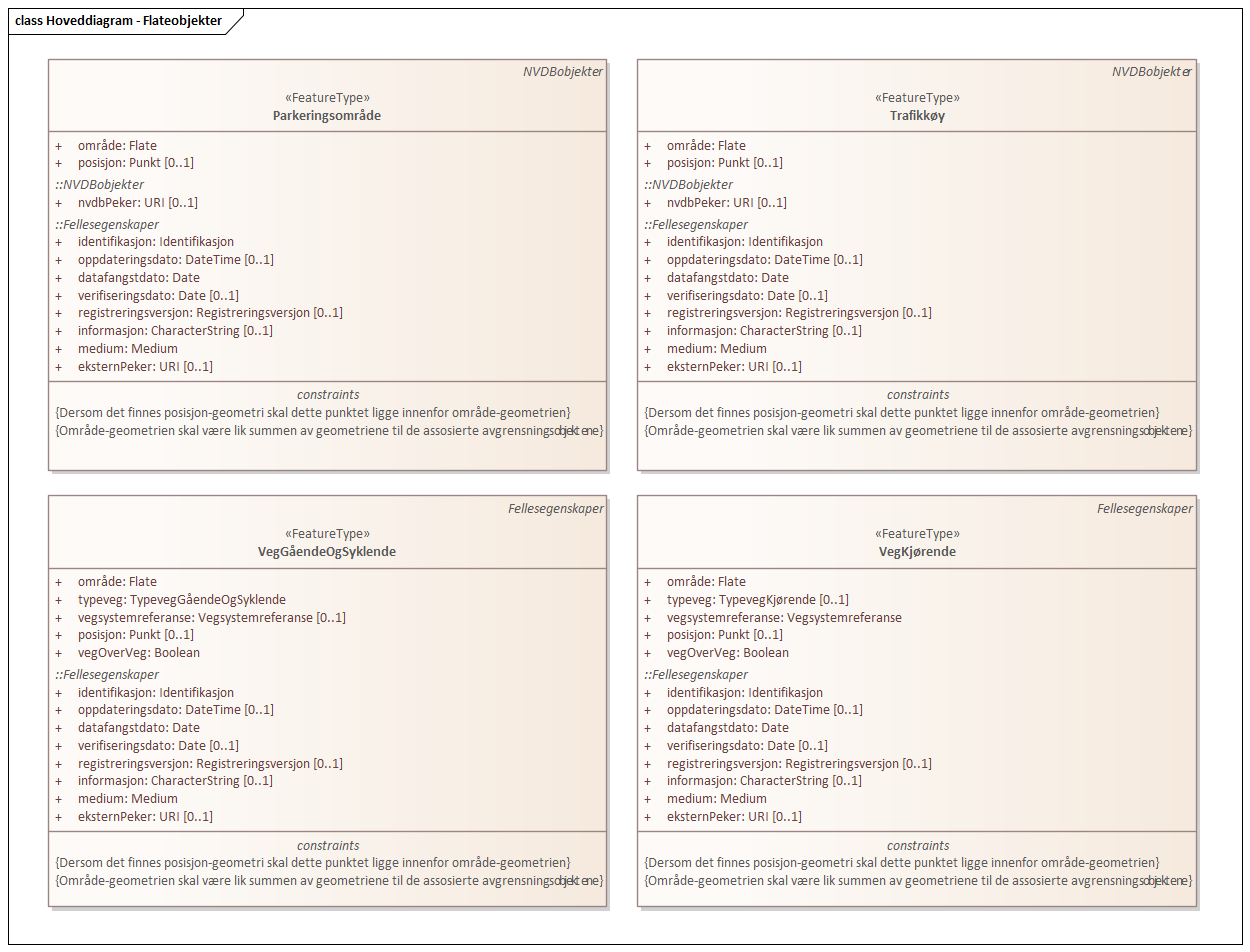 class Hoveddiagram - Flateobjekter
NVDBobjekter
«FeatureType»
Parkeringsområde
+ område: Flate
+ posisjon: Punkt [0..1]
::NVDBobjekter
+ nvdbPeker: URI [0..1]
::Fellesegenskaper
+ identifikasjon: Identifikasjon
+ oppdateringsdato: DateTime [0..1]
+ datafangstdato: Date
+ verifiseringsdato: Date [0..1]
+ registreringsversjon: Registreringsversjon [0..1]
+ informasjon: CharacterString [0..1]
+ medium: Medium
+ eksternPeker: URI [0..1]
constraints
{Dersom det finnes posisjon-geometri skal dette punktet ligge innenfor område-geometrien}
{Område-geometrien skal være lik summen av geometriene til de assosierte avgrensningsobjektene}
NVDBobjekter
«FeatureType»
Trafikkøy
+ område: Flate
+ posisjon: Punkt [0..1]
::NVDBobjekter
+ nvdbPeker: URI [0..1]
::Fellesegenskaper
+ identifikasjon: Identifikasjon
+ oppdateringsdato: DateTime [0..1]
+ datafangstdato: Date
+ verifiseringsdato: Date [0..1]
+ registreringsversjon: Registreringsversjon [0..1]
+ informasjon: CharacterString [0..1]
+ medium: Medium
+ eksternPeker: URI [0..1]
constraints
{Dersom det finnes posisjon-geometri skal dette punktet ligge innenfor område-geometrien}
{Område-geometrien skal være lik summen av geometriene til de assosierte avgrensningsobjektene}
Fellesegenskaper
«FeatureType»
VegGåendeOgSyklende
+ område: Flate
+ typeveg: TypevegGåendeOgSyklende
+ vegsystemreferanse: Vegsystemreferanse [0..1]
+ posisjon: Punkt [0..1]
+ vegOverVeg: Boolean
::Fellesegenskaper
+ identifikasjon: Identifikasjon
+ oppdateringsdato: DateTime [0..1]
+ datafangstdato: Date
+ verifiseringsdato: Date [0..1]
+ registreringsversjon: Registreringsversjon [0..1]
+ informasjon: CharacterString [0..1]
+ medium: Medium
+ eksternPeker: URI [0..1]
constraints
{Dersom det finnes posisjon-geometri skal dette punktet ligge innenfor område-geometrien}
{Område-geometrien skal være lik summen av geometriene til de assosierte avgrensningsobjektene}
Fellesegenskaper
«FeatureType»
VegKjørende
+ område: Flate
+ typeveg: TypevegKjørende [0..1]
+ vegsystemreferanse: Vegsystemreferanse
+ posisjon: Punkt [0..1]
+ vegOverVeg: Boolean
::Fellesegenskaper
+ identifikasjon: Identifikasjon
+ oppdateringsdato: DateTime [0..1]
+ datafangstdato: Date
+ verifiseringsdato: Date [0..1]
+ registreringsversjon: Registreringsversjon [0..1]
+ informasjon: CharacterString [0..1]
+ medium: Medium
+ eksternPeker: URI [0..1]
constraints
{Dersom det finnes posisjon-geometri skal dette punktet ligge innenfor område-geometrien}
{Område-geometrien skal være lik summen av geometriene til de assosierte avgrensningsobjektene}